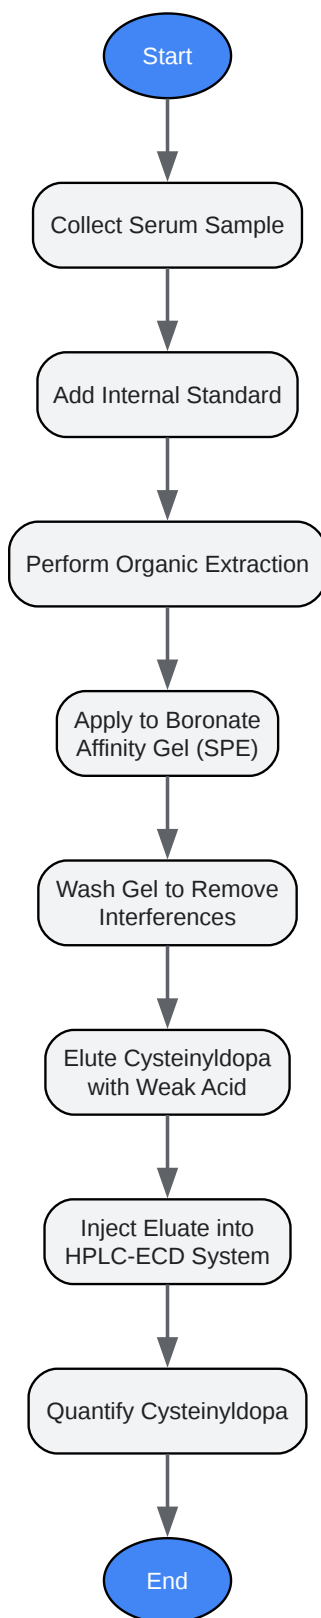 Start
Collect Serum Sample
Add Internal Standard
Perform Organic Extraction
Apply to Boronate
Affinity Gel (SPE)
Wash Gel to Remove
Interferences
Elute Cysteinyldopa
with Weak Acid
Inject Eluate into
HPLC-ECD System
Quantify Cysteinyldopa
End